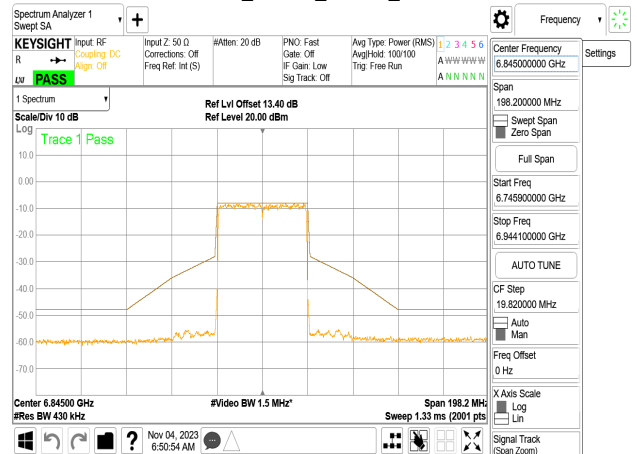 Spectrum Analyzer 1
Swept SA
Frequency
KEYSIGHT
R
LNI
PASS
Input: RF
Coupling: DC
Align: Off
Input Z: 50 Ω
Corrections: Off
Freq Ref: Int (S)
#Atten: 20 dB
PNO: Fast
Gate: Off
IF Gain: Low
Sig Track: Off
Avg Type: Power (RMS)
Avg|Hold: 100/100
Trig: Free Run
1 2 3 4 5 6
A W W W W W
A N N N N N
1 Spectrum
Scale/Div 10 dB
Ref Lvl Offset 13.40 dB
Ref Level 20.00 dBm
Log
Trace 1 Pass
10.0
0.00
-10.0
-20.0
-30.0
-40.0
-50.0
-60.0
-70.0
Center 6.84500 GHz
#Res BW 430 kHz
#Video BW 1.5 MHz*
Span 198.2 MHz
Sweep 1.33 ms (2001 pts
Nov 04, 2023
6:50:54 AM
Center Frequency
6.845000000 GHz
Settings
Span
198.200000 MHz
Swept Span
Zero Span
Full Span
Start Freq
6.745900000 GHz
Stop Freq
6.944100000 GHz
AUTO TUNE
CF Step
19.820000 MHz
Auto
Man
Freq Offset
0 Hz
X Axis Scale
Log
Lin
Signal Track
(Span Zoom)